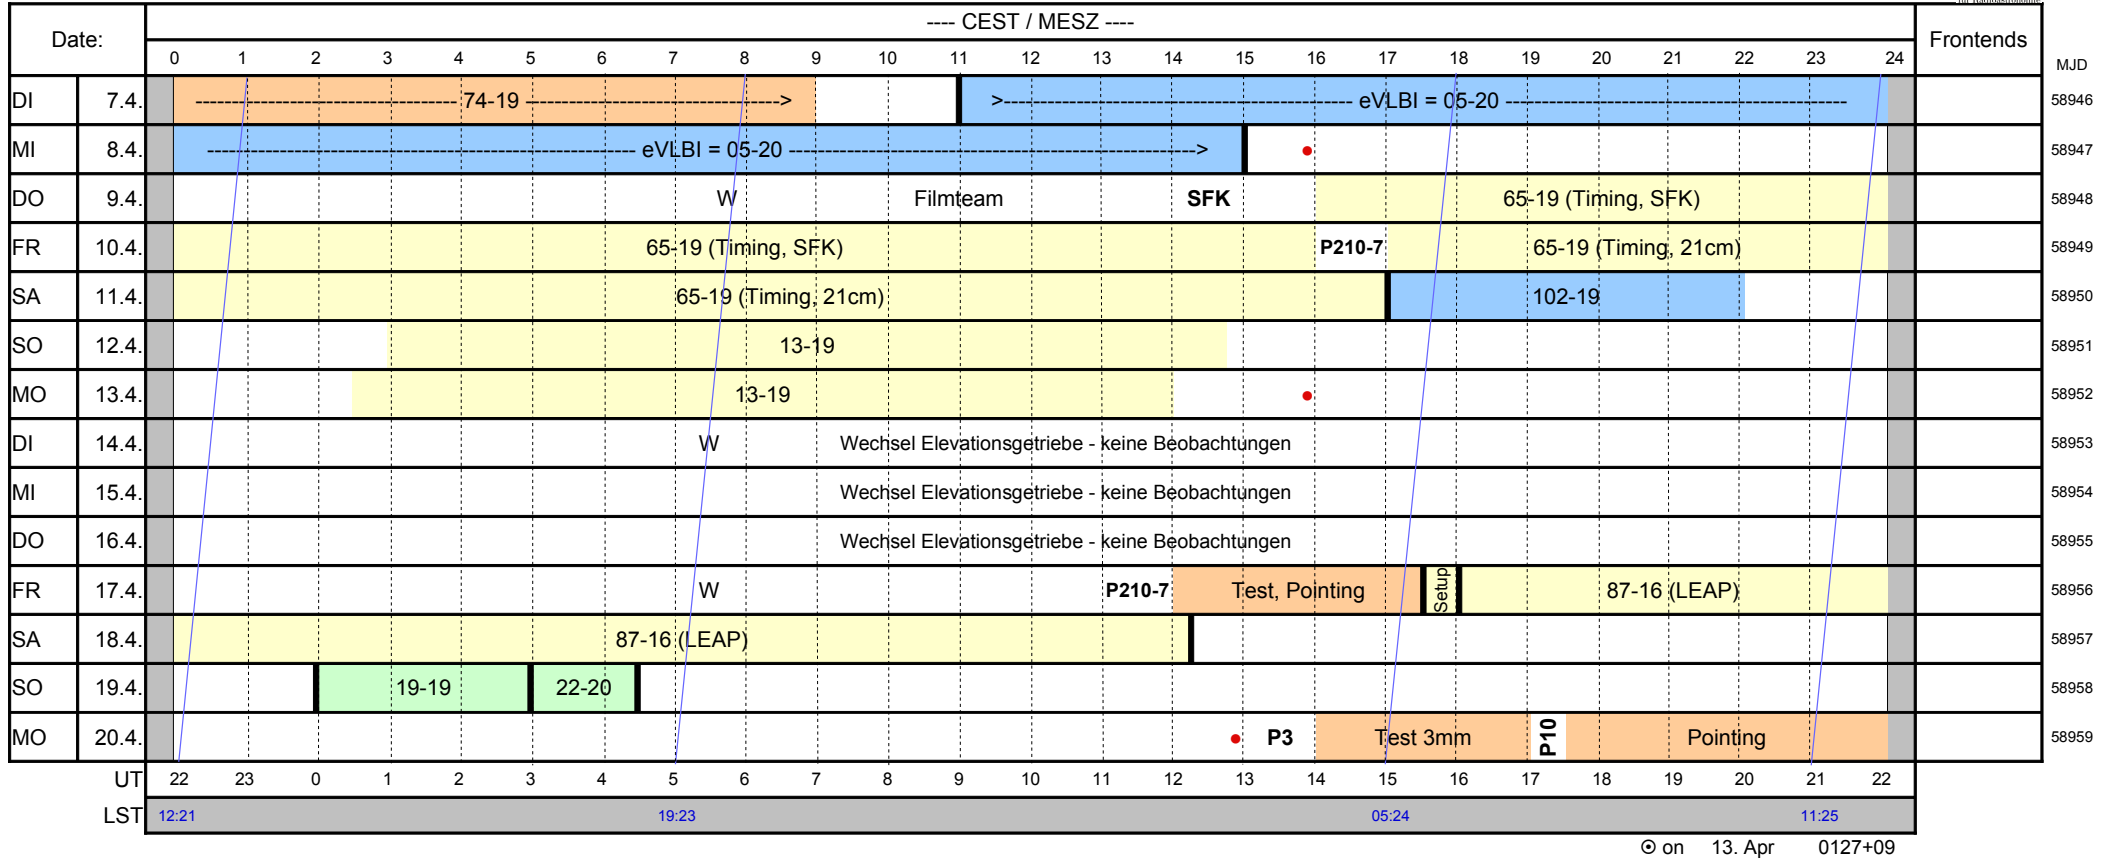 ---- CEST / MESZ ----
Date: Frontends
0 1 2 3 4 5 6 7 8 9 10 11 12 13 14 15 16 17 18 19 20 21 22 23 24
MJD
DI 7.4. 74-19 > > eVLBI = 05-20 58946
MI 8.4. eVLBI = 05-20 > 58947
DO 9.4. W Filmteam SFK 65-19 (Timing, SFK) 58948
FR 10.4. 65-19 (Timing, SFK) P210-7 65-19 (Timing, 21cm) 58949
SA 11.4. 65-19 (Timing, 21cm) 102-19 58950
SO 12.4. 13-19 58951
MO 13.4. 13-19 58952
DI 14.4. W Wechsel Elevationsgetriebe - keine Beobachtungen 58953
MI 15.4. Wechsel Elevationsgetriebe - keine Beobachtungen 58954
DO 16.4. Wechsel Elevationsgetriebe - keine Beobachtungen 58955
FR 17.4. W P210-7 Test, Pointing Setup 87-16 (LEAP) 58956
SA 18.4. 87-16 (LEAP) 58957
SO 19.4. 19-19 22-20 58958
MO 20.4. P3 Test 3mm P10 Pointing 58959
UT 22 23 0 1 2 3 4 5 6 7 8 9 10 11 12 13 14 15 16 17 18 19 20 21 22
LST 12:21 19:23 05:24 11:25
⊙ on 13. Apr 0127+09